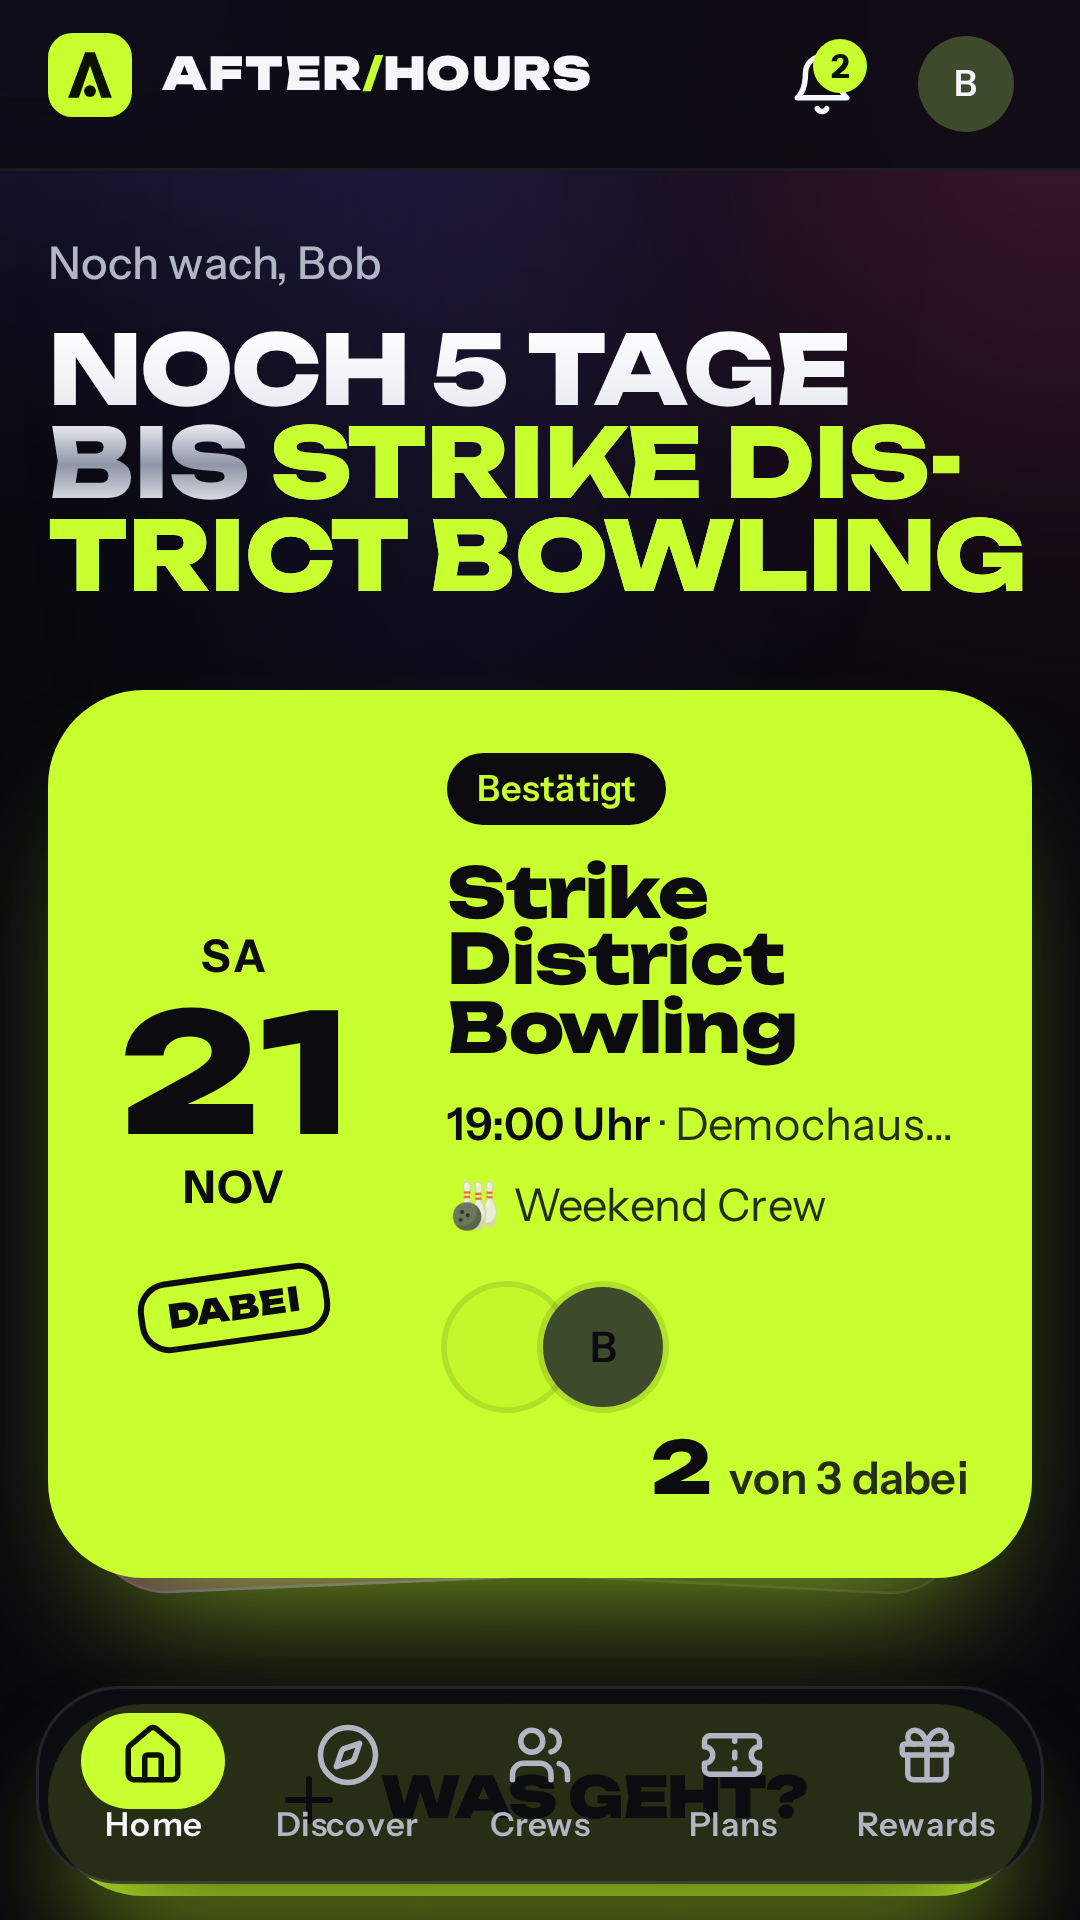 AFTER/HOURS
2
B
Noch wach, Bob
NOCH 5 TAGE
BIS STRIKE DIS-
TRICT BOWLING
Bestätigt
Strike
District
Bowling
SA
21
NOV
19:00 Uhr · Demochaus...
Weekend Crew
DABEI
B
2 von 3 dabei
+ WAS GEHT?
Home
Discover
Crews
Plans
Rewards